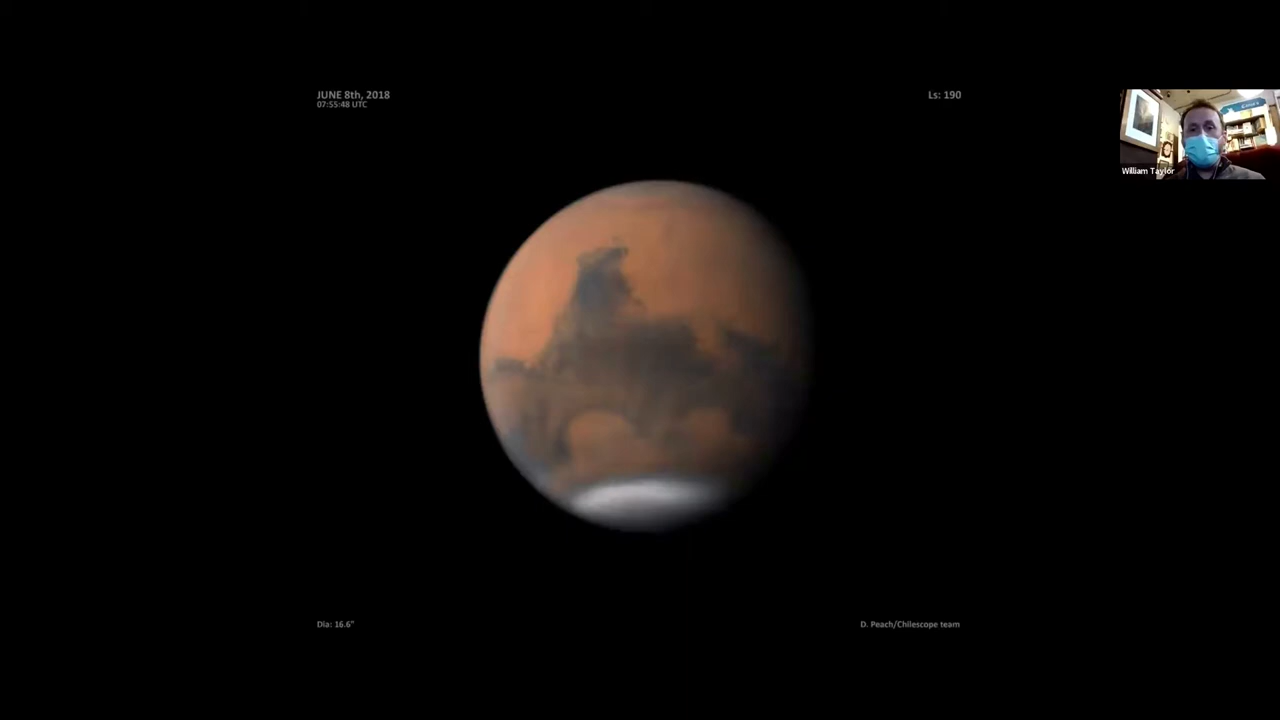 JUNE 8th, 2018
07:55:48 UTC
Ls: 190
William Taylor
Dia: 16.6"
D. Peach/Chilescope team